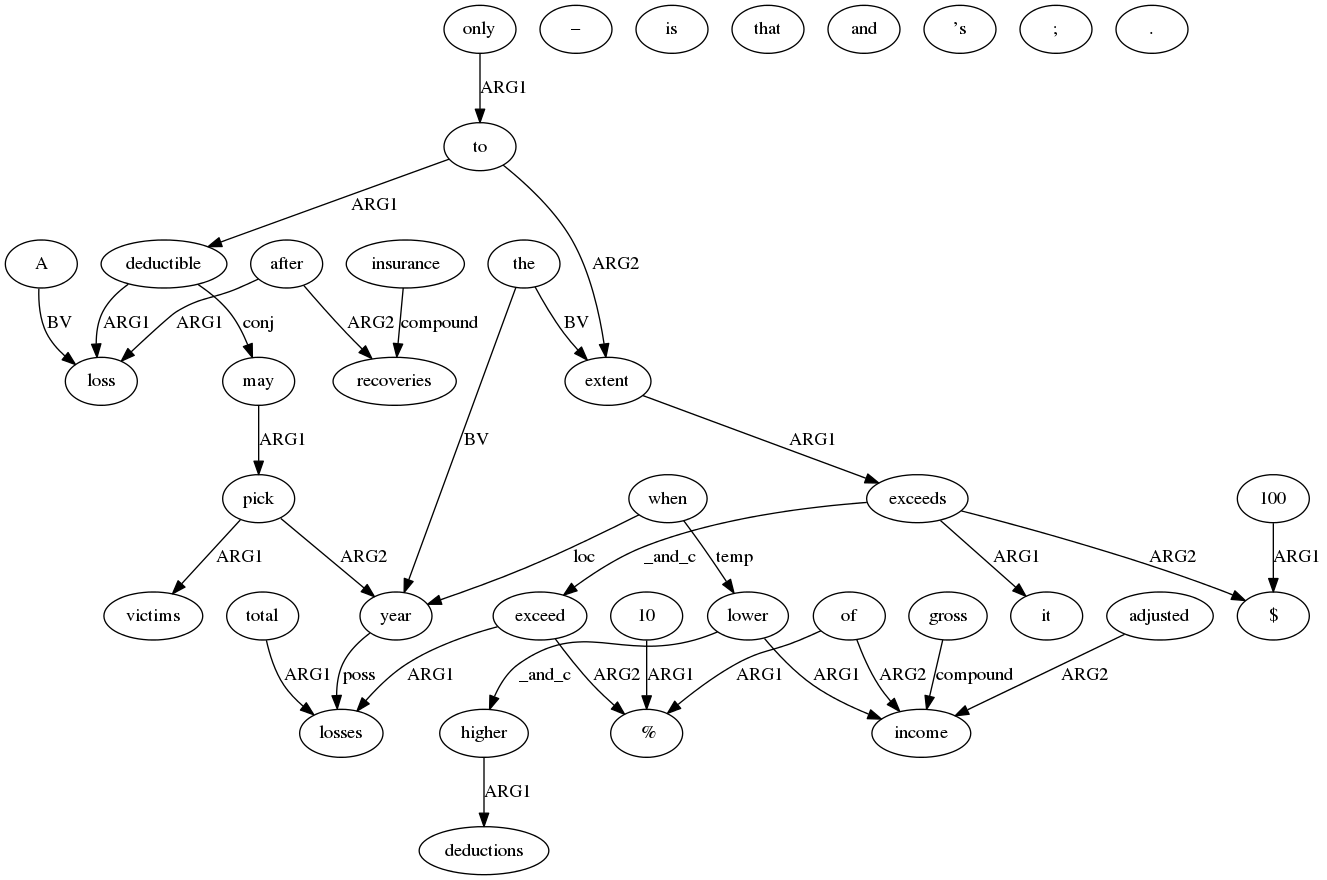 only – is that and ’s ; .
ARG1
to
ARG1 ARG2
A deductible after insurance the
BV ARG1 ARG1 conj ARG2 compound BV
loss may recoveries extent
ARG1 BV ARG1
pick when exceeds 100
ARG1 ARG2 loc _and_c temp ARG1 ARG2 ARG1
victims total year exceed 10 lower of gross it adjusted $
ARG1 poss ARG1 _and_c ARG2 ARG1 ARG1 ARG1 ARG2 compound ARG2
losses higher % income
ARG1
deductions